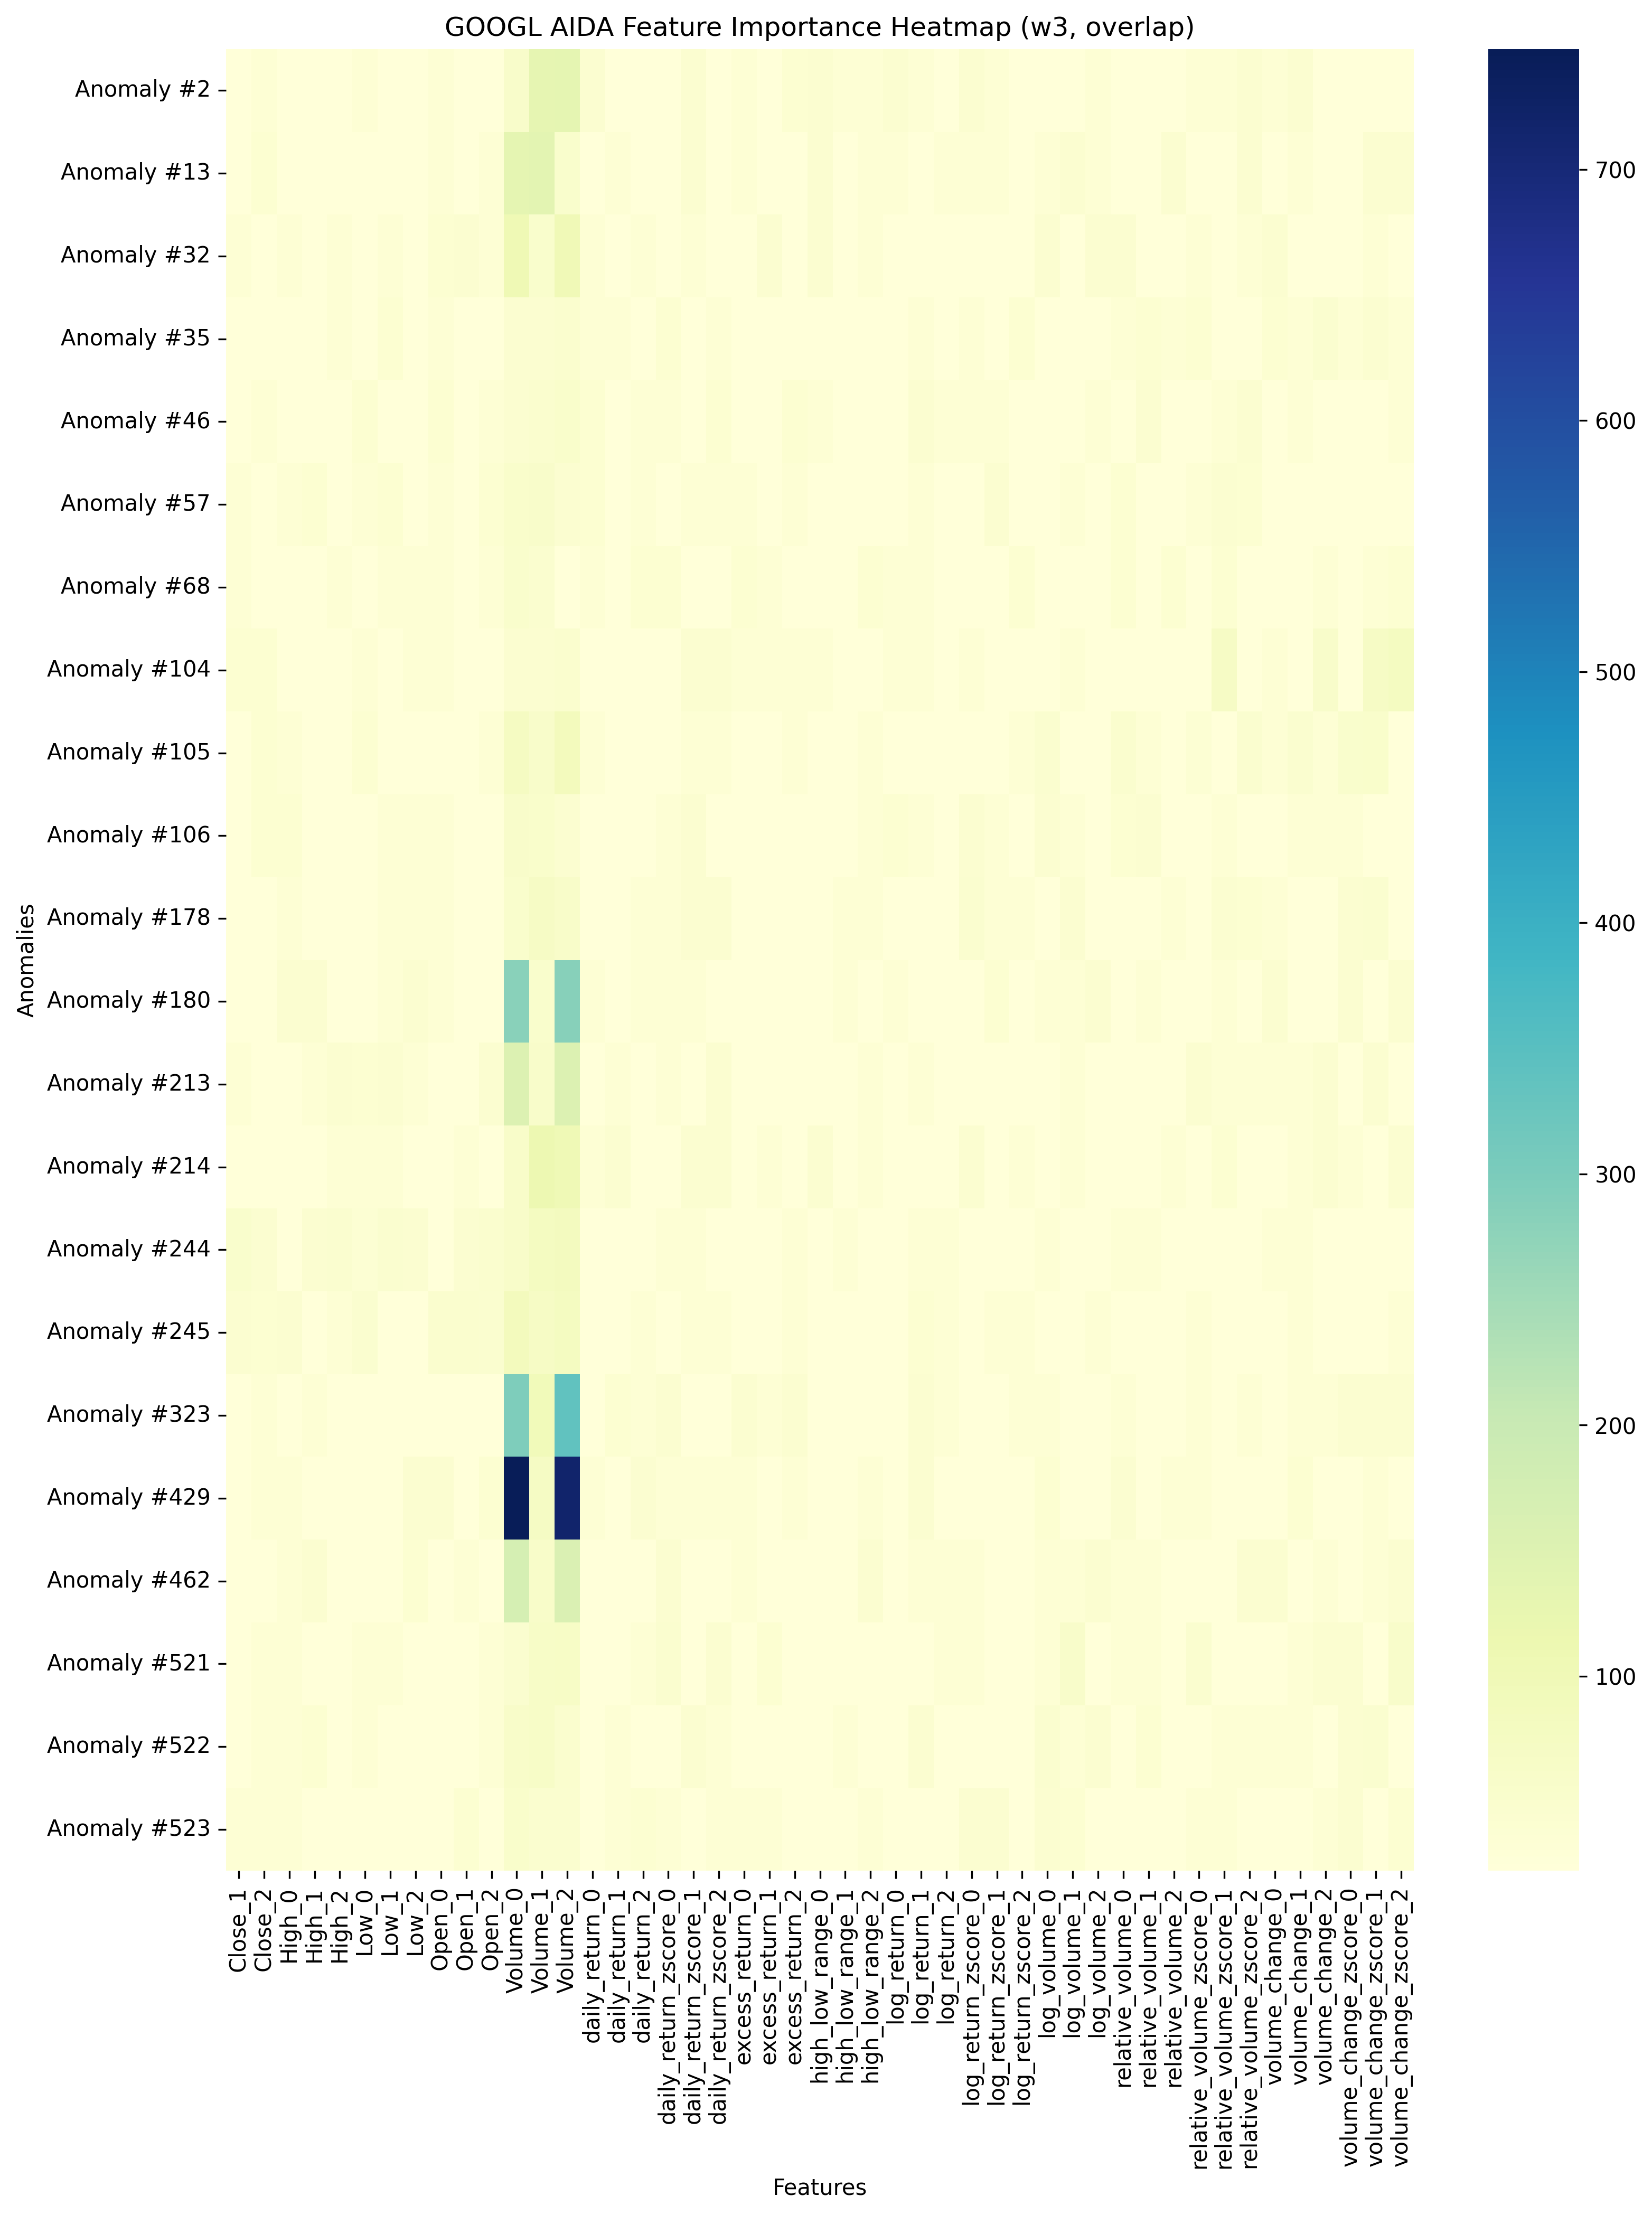 GOOGL AIDA Feature Importance Heatmap (w3, overlap)
Anomalies
Anomaly #2
Anomaly #13
Anomaly #32
Anomaly #35
Anomaly #46
Anomaly #57
Anomaly #68
Anomaly #104
Anomaly #105
Anomaly #106
Anomaly #178
Anomaly #180
Anomaly #213
Anomaly #214
Anomaly #244
Anomaly #245
Anomaly #323
Anomaly #429
Anomaly #462
Anomaly #521
Anomaly #522
Anomaly #523
Close_1
Close_2
High_0
High_1
High_2
Low_0
Low_1
Low_2
Open_0
Open_1
Open_2
Volume_0
Volume_1
Volume_2
daily_return_0
daily_return_1
daily_return_2
daily_return_zscore_0
daily_return_zscore_1
daily_return_zscore_2
excess_return_0
excess_return_1
excess_return_2
high_low_range_0
high_low_range_1
high_low_range_2
log_return_0
log_return_1
log_return_2
log_return_zscore_0
log_return_zscore_1
log_return_zscore_2
log_volume_0
log_volume_1
log_volume_2
relative_volume_0
relative_volume_1
relative_volume_2
relative_volume_zscore_0
relative_volume_zscore_1
relative_volume_zscore_2
volume_change_0
volume_change_1
volume_change_2
volume_change_zscore_0
volume_change_zscore_1
volume_change_zscore_2
Features
700
600
500
400
300
200
100